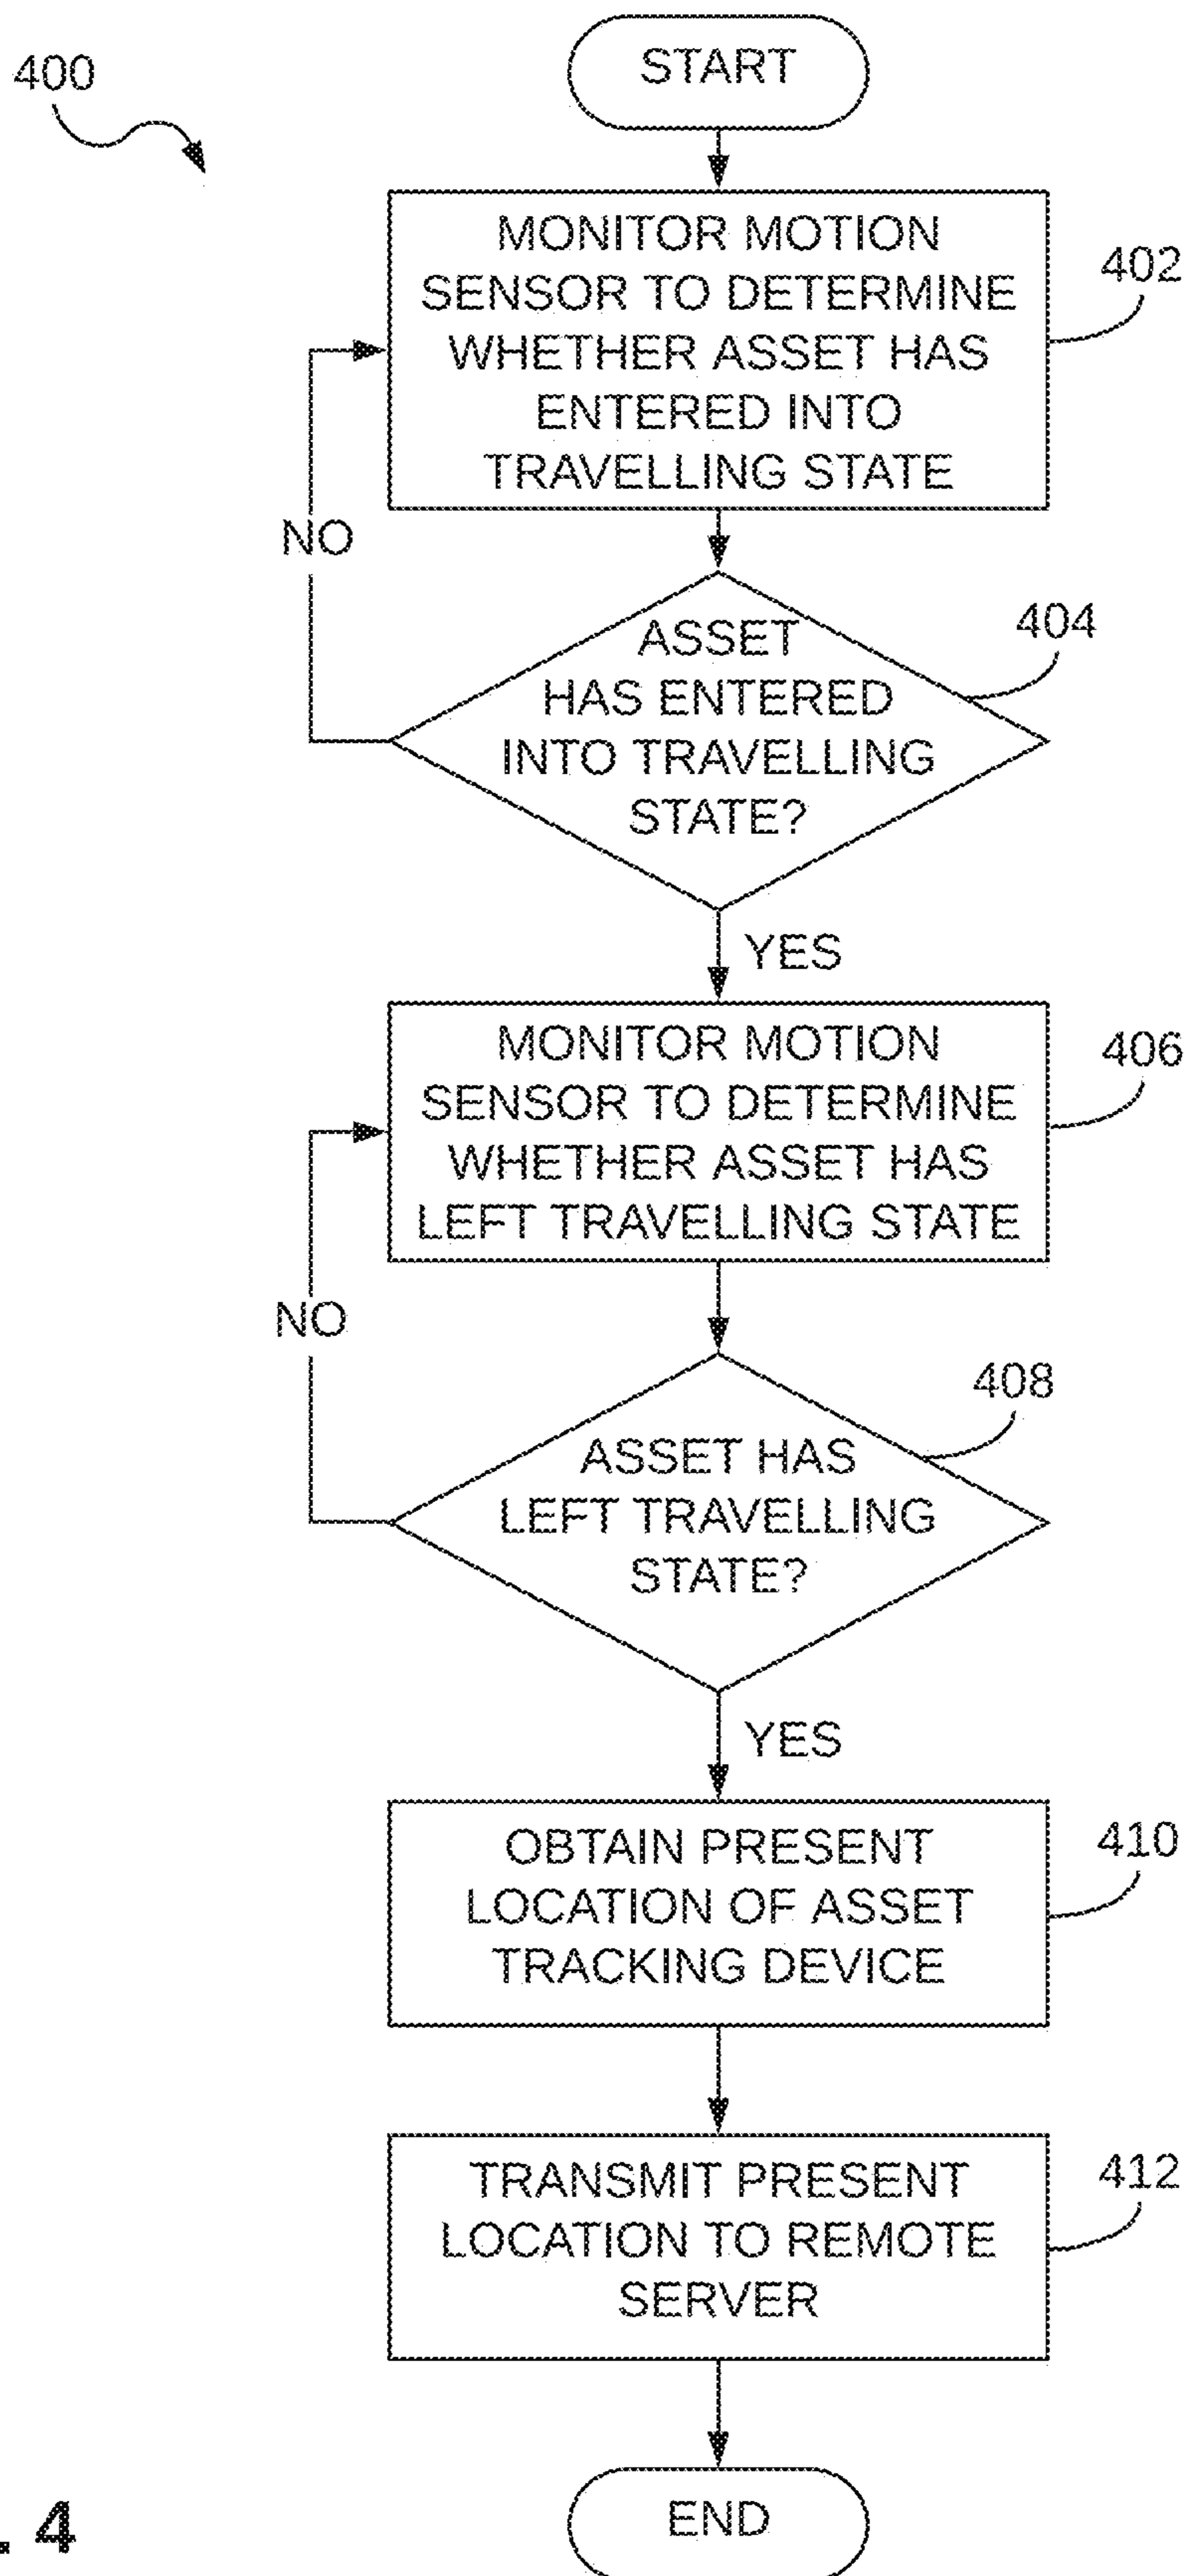 400
START
MONITOR MOTION
SENSOR TO DETERMINE
WHETHER ASSET HAS
ENTERED INTO
TRAVELLING STATE
402
NO
ASSET
HAS ENTERED
INTO TRAVELLING
STATE?
404
YES
MONITOR MOTION
SENSOR TO DETERMINE
WHETHER ASSET HAS
LEFT TRAVELLING STATE
406
NO
ASSET HAS
LEFT TRAVELLING
STATE?
408
YES
OBTAIN PRESENT
LOCATION OF ASSET
TRACKING DEVICE
410
TRANSMIT PRESENT
LOCATION TO REMOTE
SERVER
412
END
. 4